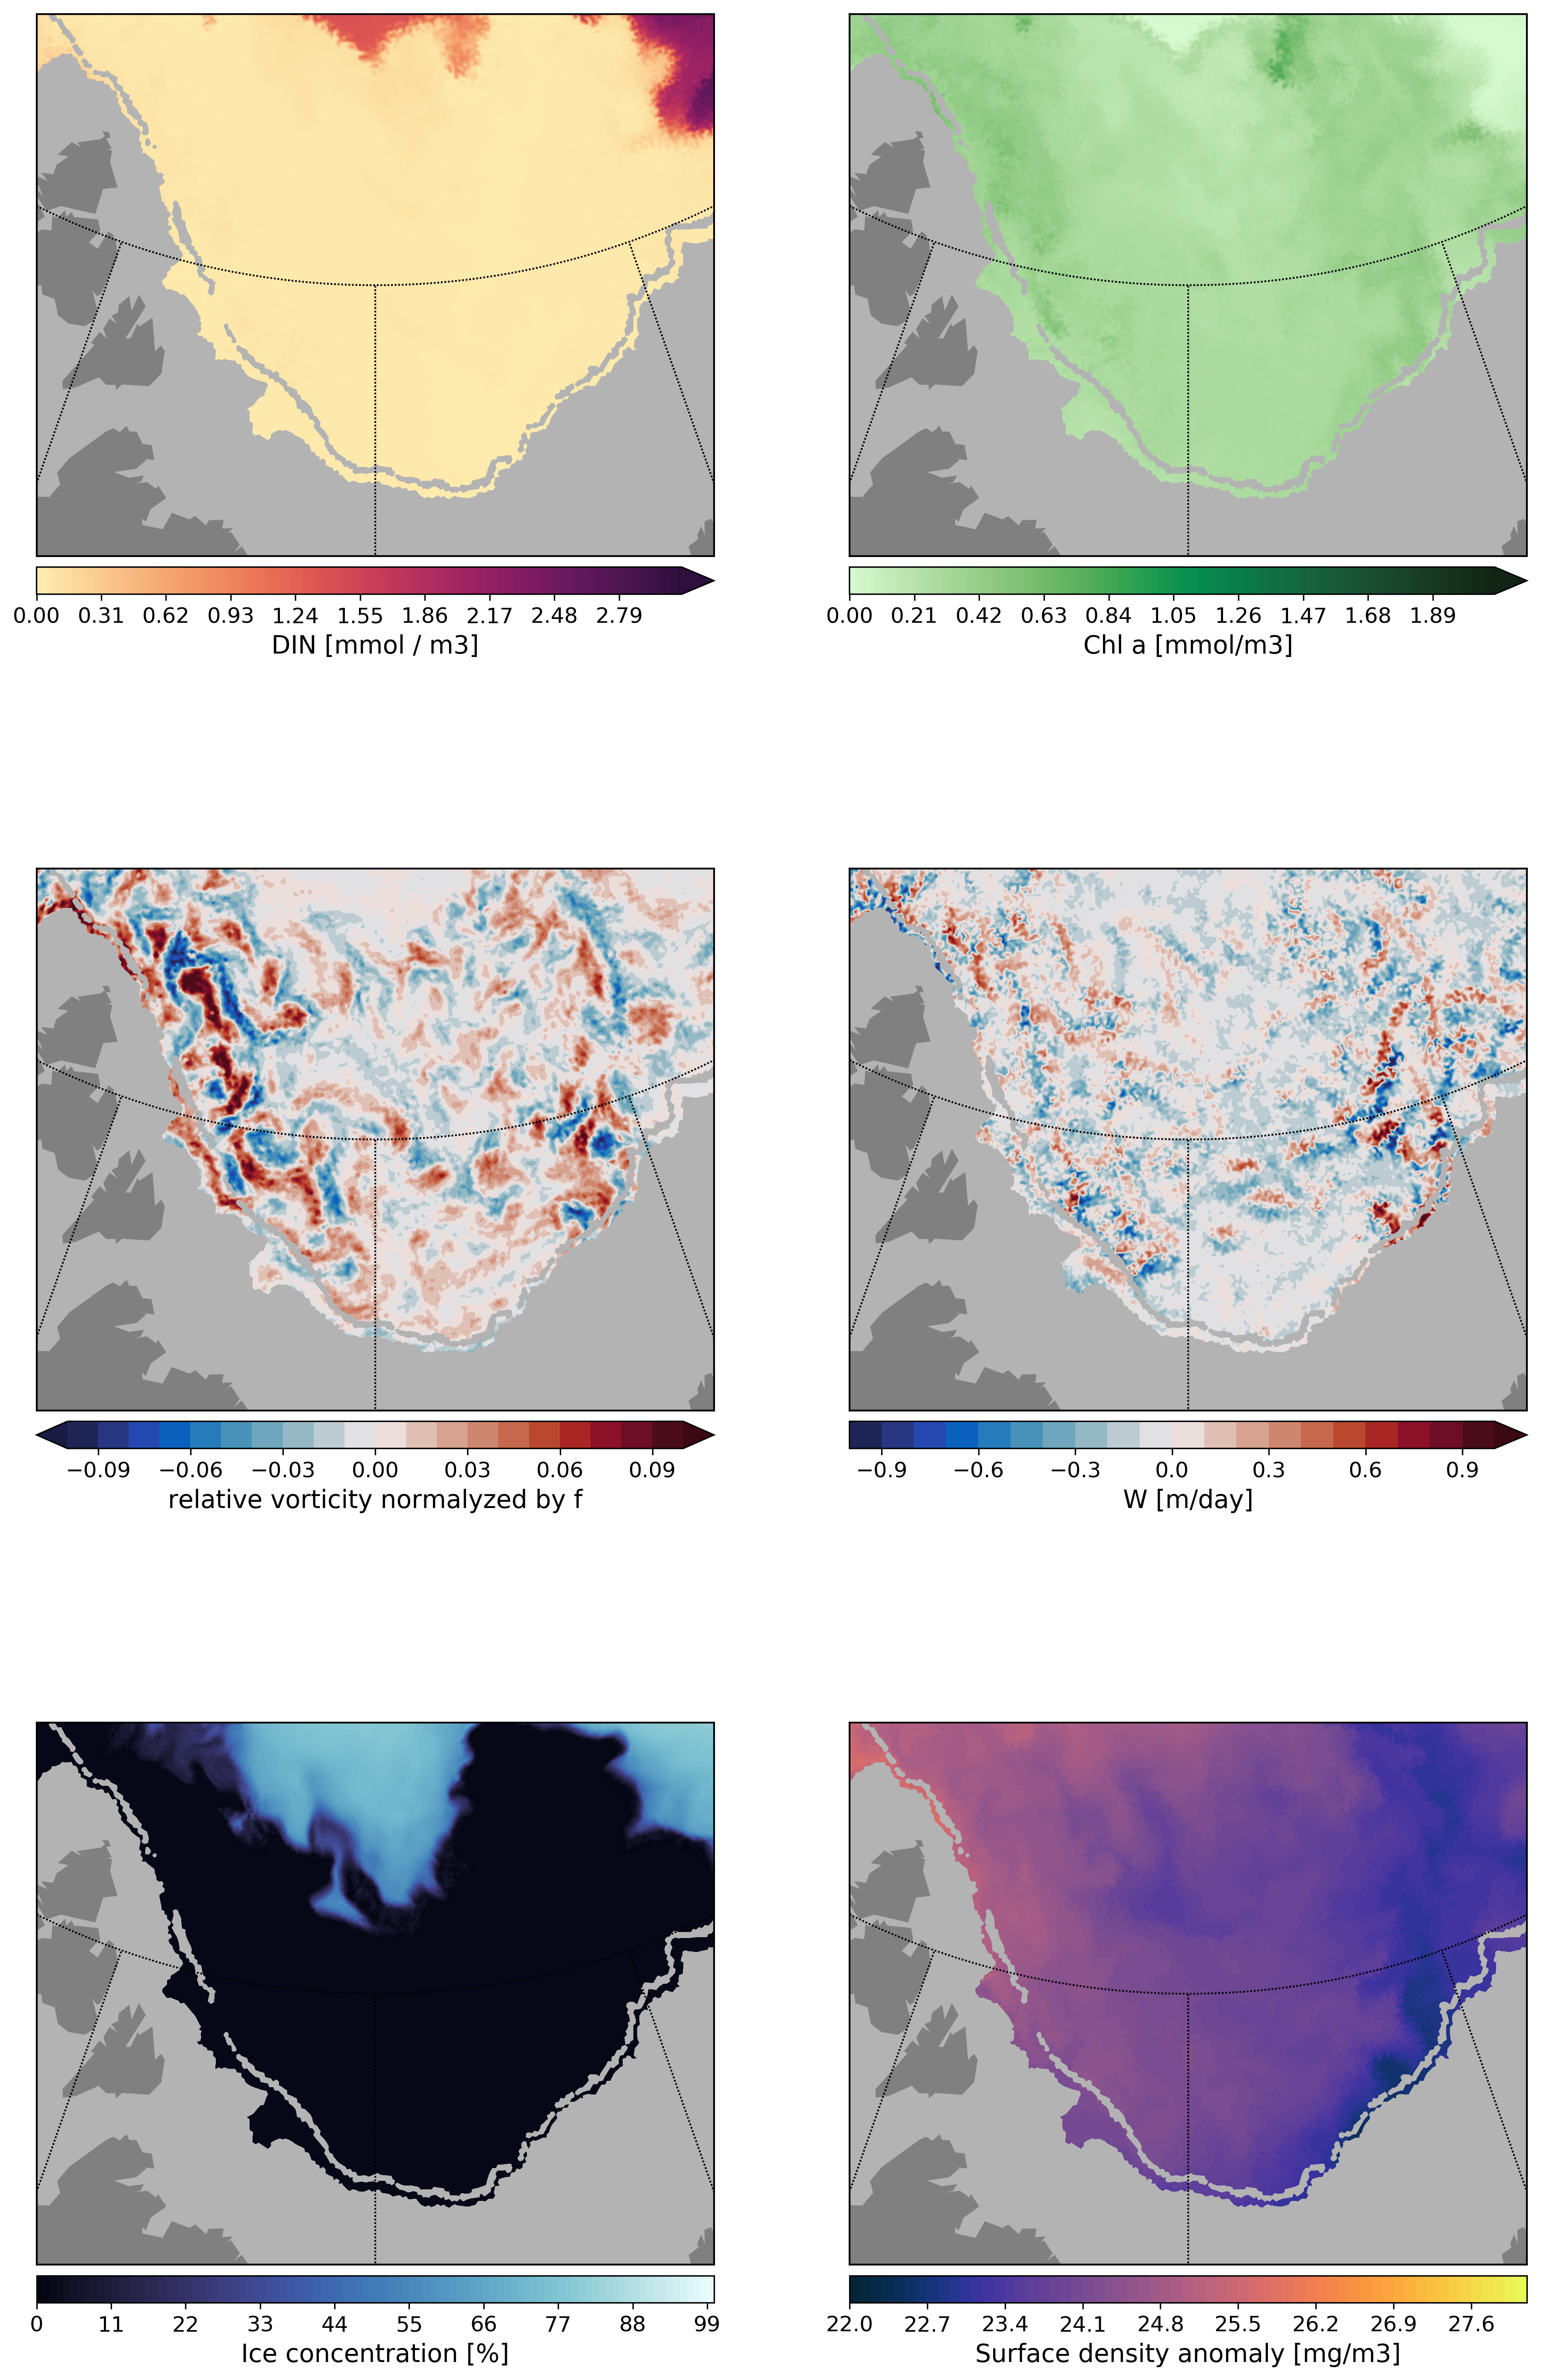 0.00 0.31 0.62 0.93 1.24 1.55 1.86 2.17 2.48 2.79
DIN [mmol / m3]
0.00 0.21 0.42 0.63 0.84 1.05 1.26 1.47 1.68 1.89
Chl a [mmol/m3]
−0.09 −0.06 −0.03 0.00 0.03 0.06 0.09
relative vorticity normalyzed by f
−0.9 −0.6 −0.3 0.0 0.3 0.6 0.9
W [m/day]
0 11 22 33 44 55 66 77 88 99
Ice concentration [%]
22.0 22.7 23.4 24.1 24.8 25.5 26.2 26.9 27.6
Surface density anomaly [mg/m3]